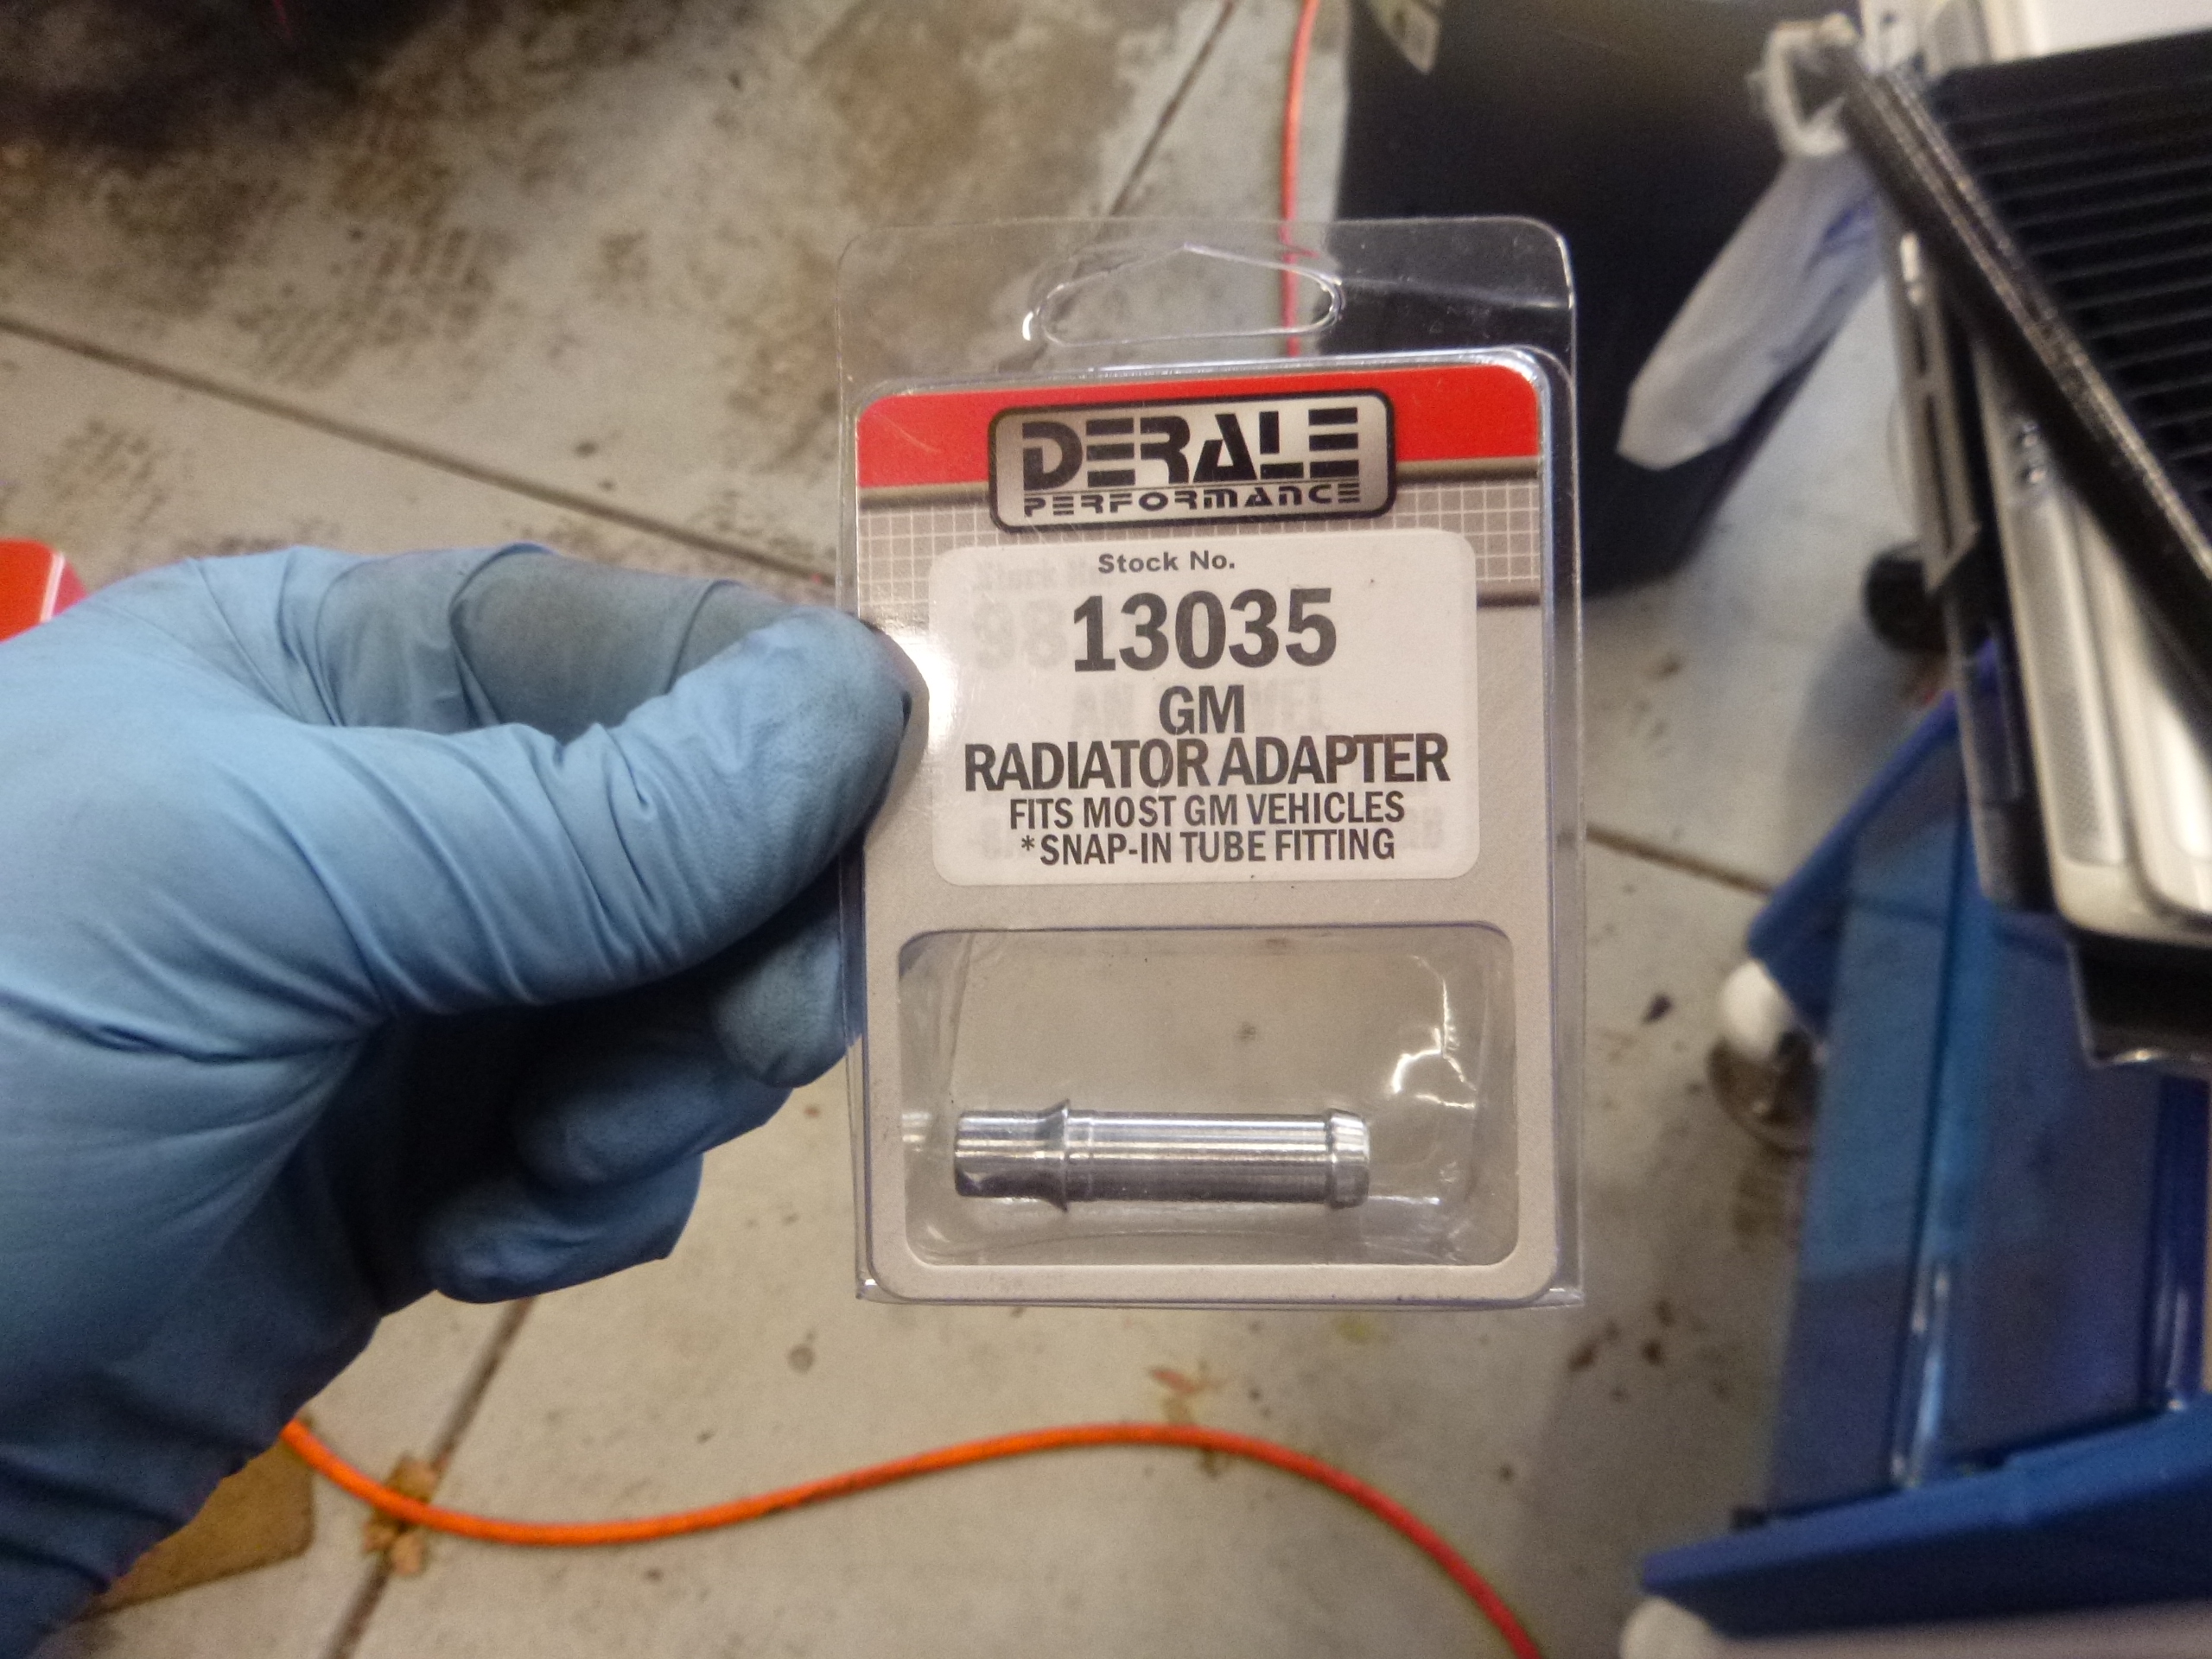 DERALE
PERFORMANCE
Stock No.
13035
GM
RADIATOR ADAPTER
FITS MOST GM VEHICLES
*SNAP-IN TUBE FITTING